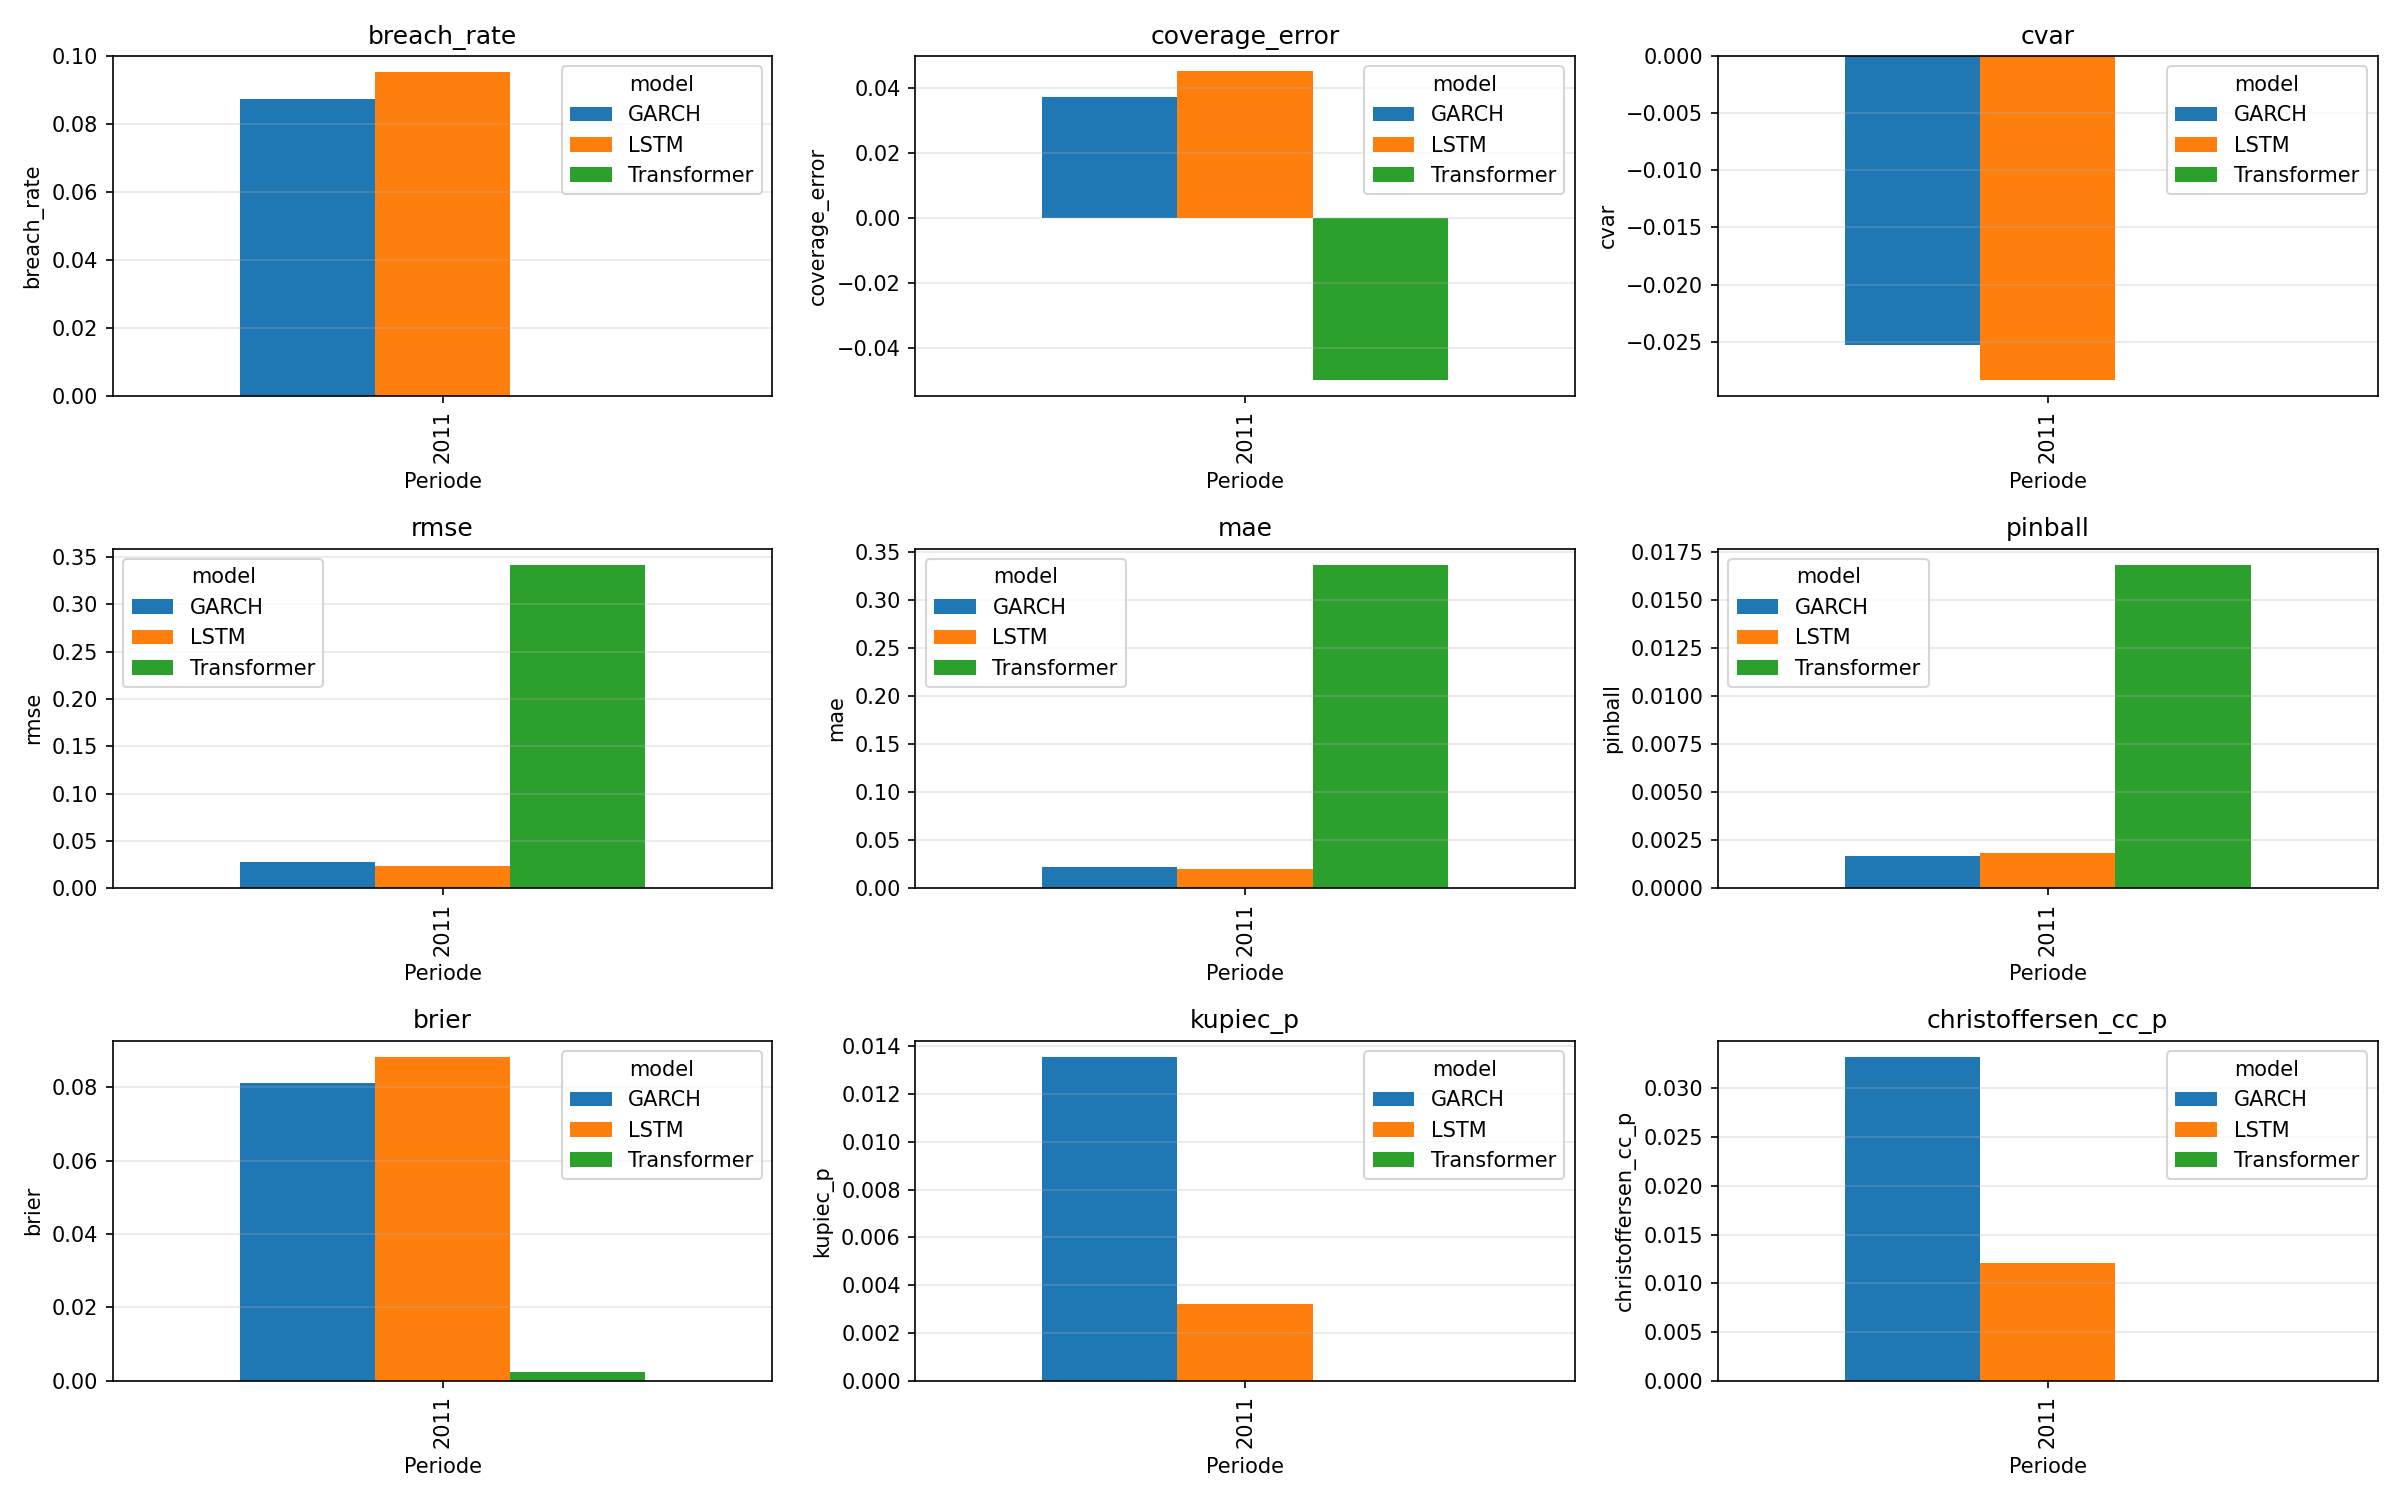 breach_rate
0.10
0.08
0.06
0.04
0.02
0.00
breach_rate
model
GARCH
LSTM
Transformer
2011
Periode
coverage_error
0.04
0.02
0.00
−0.02
−0.04
coverage_error
model
GARCH
LSTM
Transformer
2011
Periode
cvar
0.000
−0.005
−0.010
−0.015
−0.020
−0.025
cvar
model
GARCH
LSTM
Transformer
2011
Periode
rmse
0.35
0.30
0.25
0.20
0.15
0.10
0.05
0.00
rmse
model
GARCH
LSTM
Transformer
2011
Periode
mae
0.35
0.30
0.25
0.20
0.15
0.10
0.05
0.00
mae
model
GARCH
LSTM
Transformer
2011
Periode
pinball
0.0175
0.0150
0.0125
0.0100
0.0075
0.0050
0.0025
0.0000
pinball
model
GARCH
LSTM
Transformer
2011
Periode
brier
0.08
0.06
0.04
0.02
0.00
brier
model
GARCH
LSTM
Transformer
2011
Periode
kupiec_p
0.014
0.012
0.010
0.008
0.006
0.004
0.002
0.000
kupiec_p
model
GARCH
LSTM
Transformer
2011
Periode
christoffersen_cc_p
0.030
0.025
0.020
0.015
0.010
0.005
0.000
christoffersen_cc_p
model
GARCH
LSTM
Transformer
2011
Periode